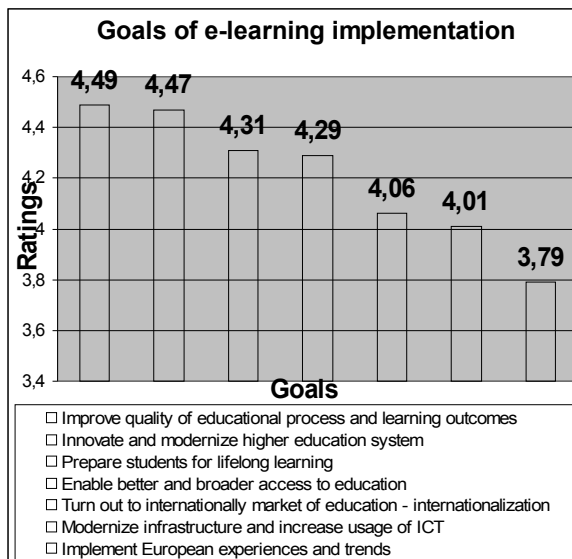 Goals of e-learning implementation
4,6
4,4
4,2
4
3,8
3,6
3,4
Ratings
4,49
4,47
4,31
4,29
4,06
4,01
3,79
Goals
Improve quality of educational process and learning outcomes
Innovate and modernize higher education system
Prepare students for lifelong learning
Enable better and broader access to education
Turn out to internationally market of education - internationalization
Modernize infrastructure and increase usage of ICT
Implement European experiences and trends